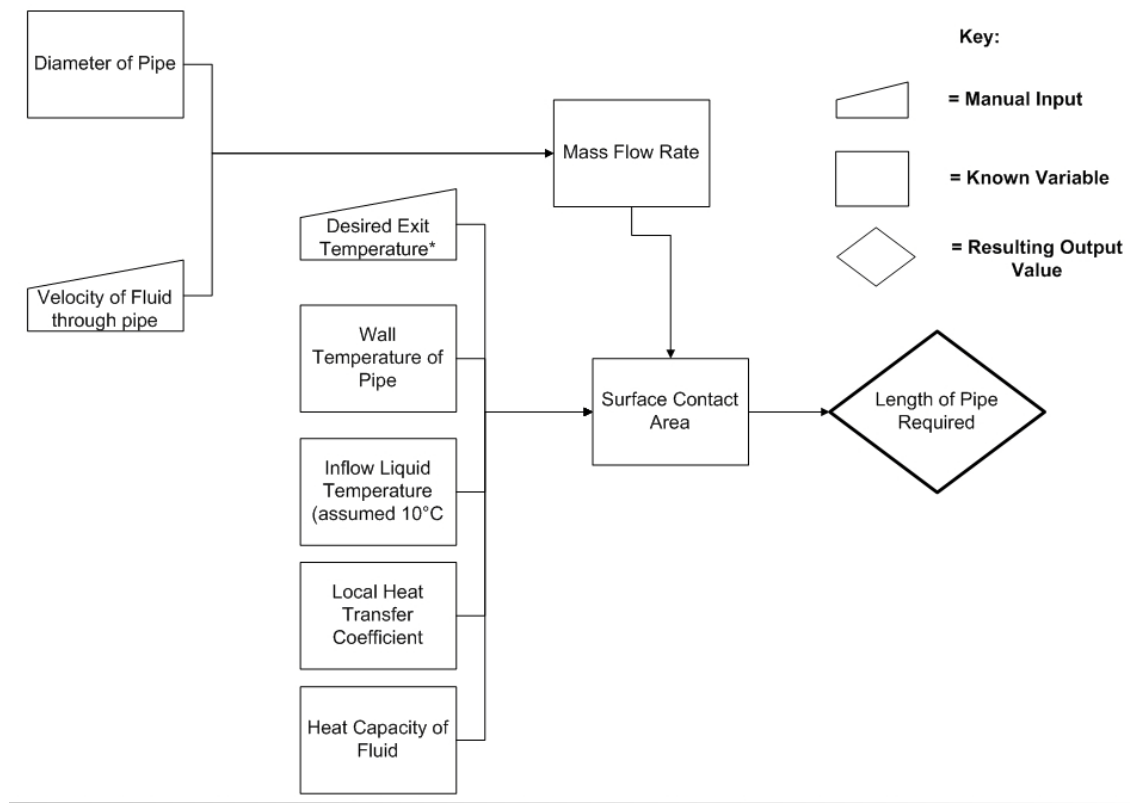 Diameter of Pipe
Velocity of Fluid
through pipe
Mass Flow Rate
Desired Exit
Temperature*
Wall
Temperature of
Pipe
Inflow Liquid
Temperature
(assumed 10°C
Local Heat
Transfer
Coefficient
Heat Capacity of
Fluid
Surface Contact
Area
Length of Pipe
Required
Key:
= Manual Input
= Known Variable
= Resulting Output
Value